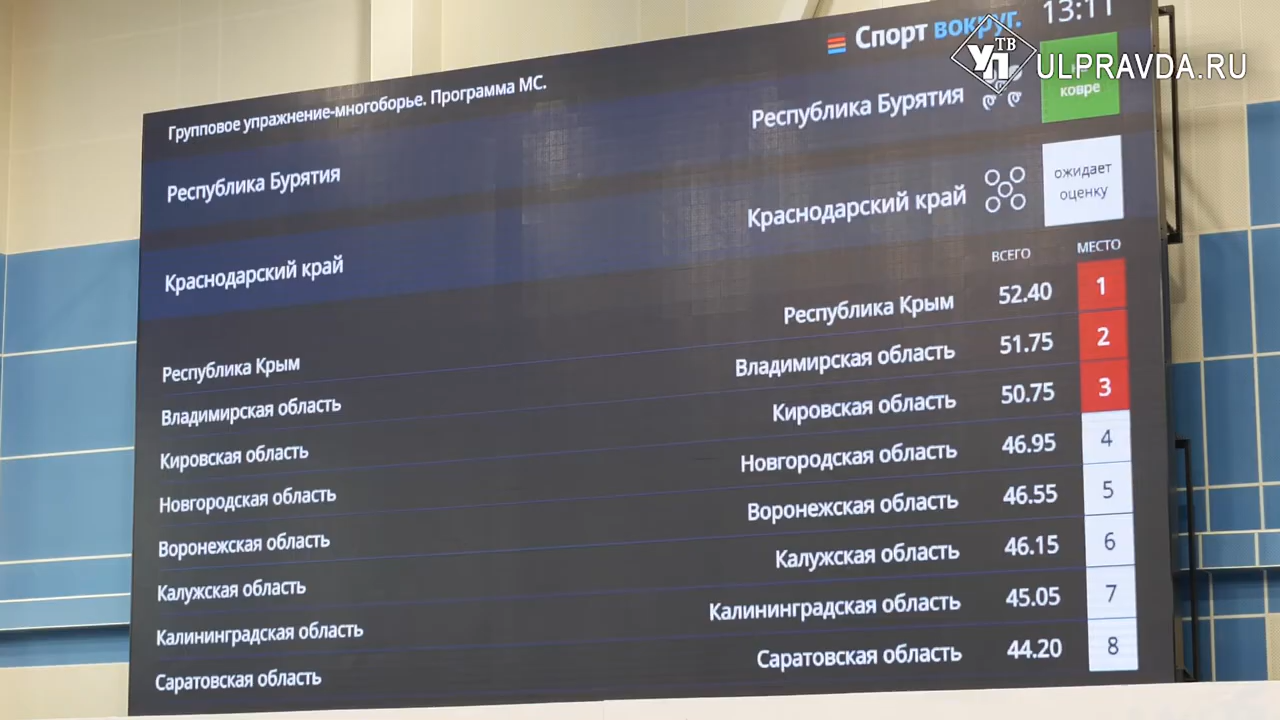 Спорт вокруг. 13:11
УП ТВ ULPRAVDA.RU
Групповое упражнение-многоборье. Программа МС.
Республика Бурятия Республика Бурятия ковре
Краснодарский край Краснодарский край ожидает оценку
ВСЕГО МЕСТО
Республика Крым Республика Крым 52.40 1
Владимирская область Владимирская область 51.75 2
Кировская область Кировская область 50.75 3
Новгородская область Новгородская область 46.95 4
Воронежская область Воронежская область 46.55 5
Калужская область Калужская область 46.15 6
Калининградская область Калининградская область 45.05 7
Саратовская область Саратовская область 44.20 8